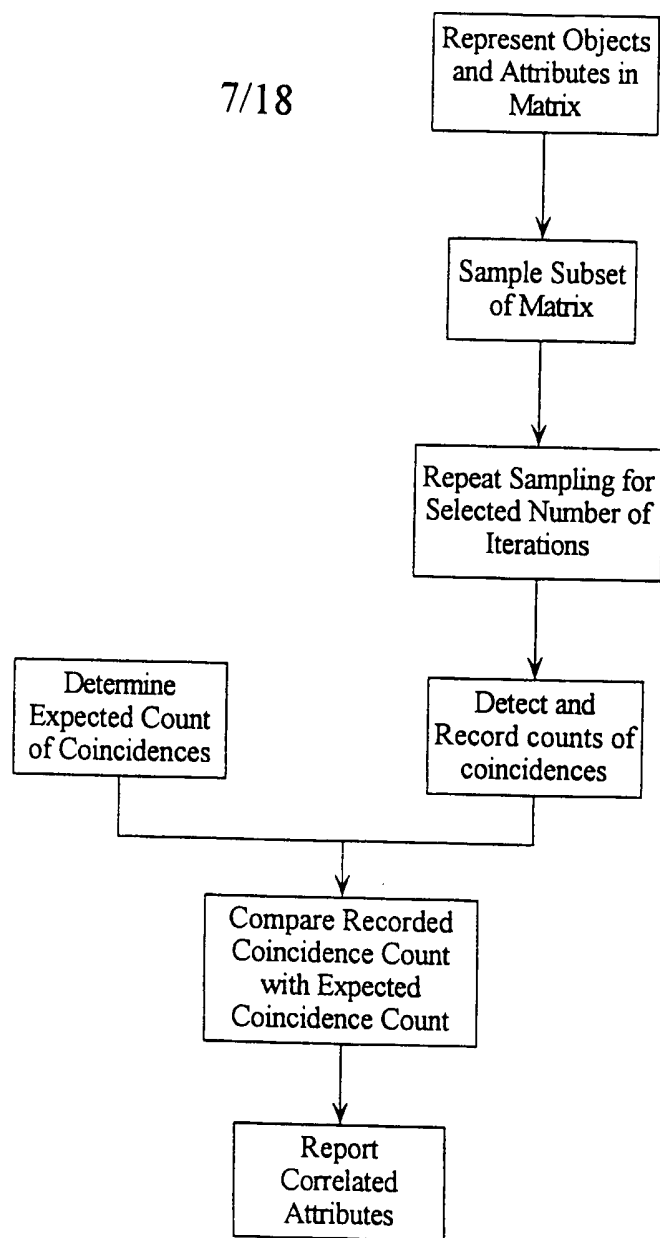 7/18
Represent Objects
and Attributes in
Matrix
Sample Subset
of Matrix
Repeat Sampling for
Selected Number of
Iterations
Determine
Expected Count
of Coincidences
Detect and
Record counts of
coincidences
Compare Recorded
Coincidence Count
with Expected
Coincidence Count
Report
Correlated
Attributes